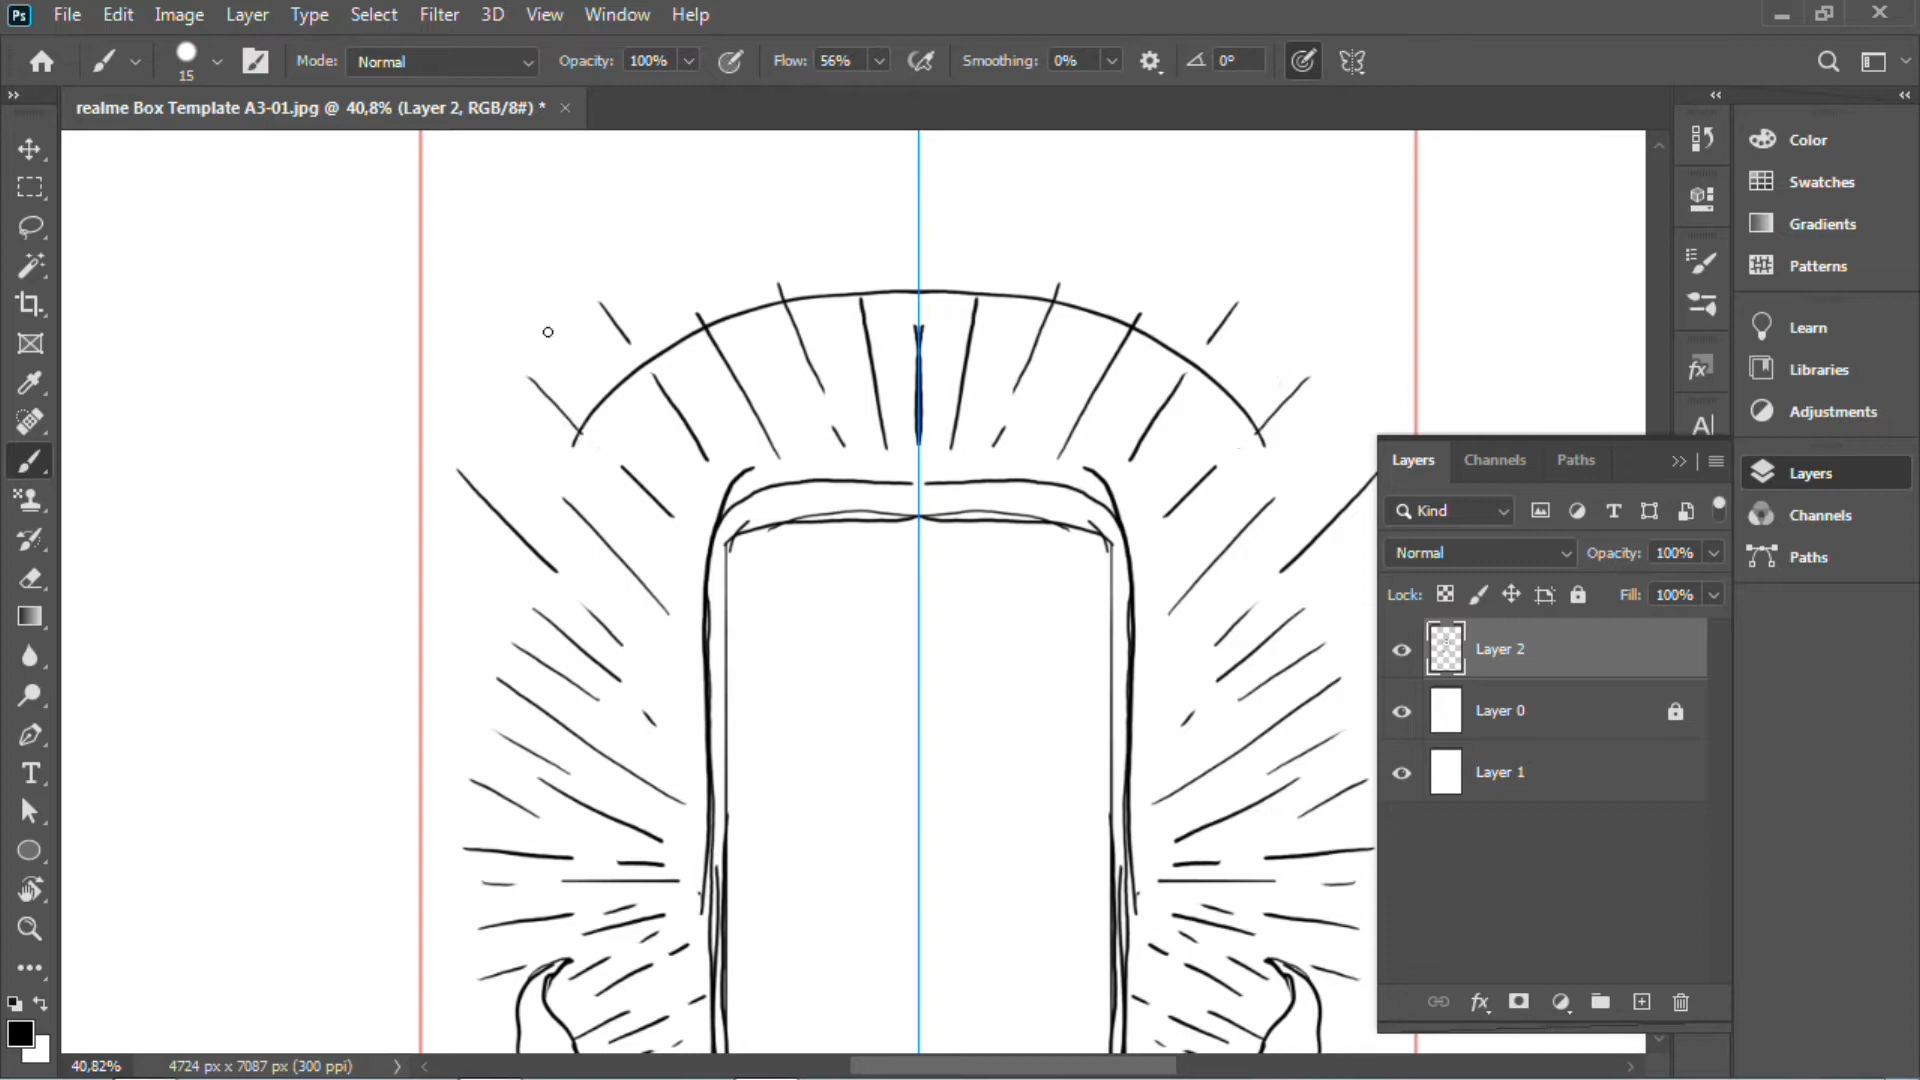 Ps File Edit Image Layer Type Select Filter 3D View Window Help
15 Mode: Normal Opacity: 100% Flow: 56% Smoothing: 0% 0°
realme Box Template A3-01.jpg @ 40,8% (Layer 2, RGB/8#) *
Color
Swatches
Gradients
Patterns
Learn
Libraries
Adjustments
Layers
Channels
Paths
Layers Channels Paths
Kind
Normal Opacity: 100%
Lock: Fill: 100%
Layer 2
Layer 0
Layer 1
fx
40,82% 4724 px x 7087 px (300 ppi)